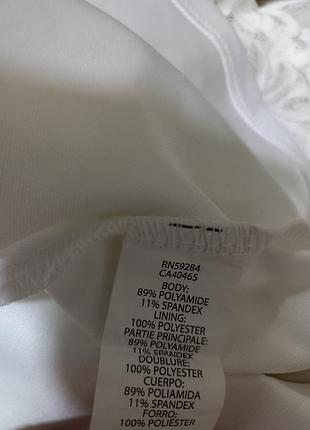 RN59284
CA40465
BODY:
89% POLYAMIDE
11% SPANDEX
LINING:
100% POLYESTER
PARTIE PRINCIPALE:
89% POLYAMIDE
11% SPANDEX
DOUBLURE:
100% POLYESTER
CUERPO:
89% POLIAMIDA
11% SPANDEX
FORRO:
100% POLIÉSTER